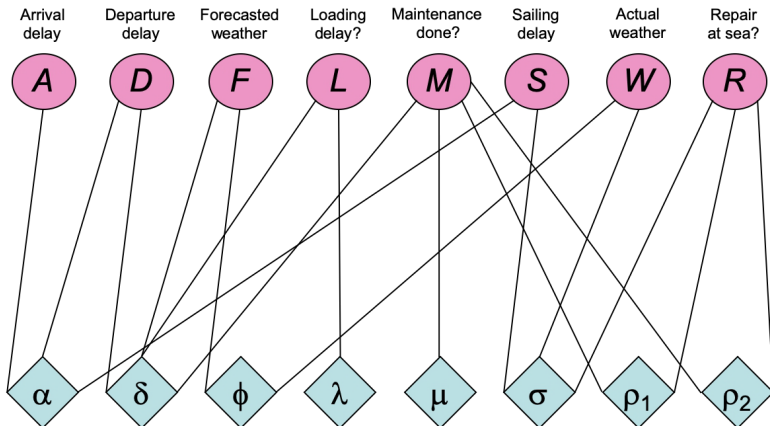 Arrival delay
Departure delay
Forecasted weather
Loading delay?
Maintenance done?
Sailing delay
Actual weather
Repair at sea?
A D F L M S W R
α δ ϕ λ μ σ ρ1 ρ2